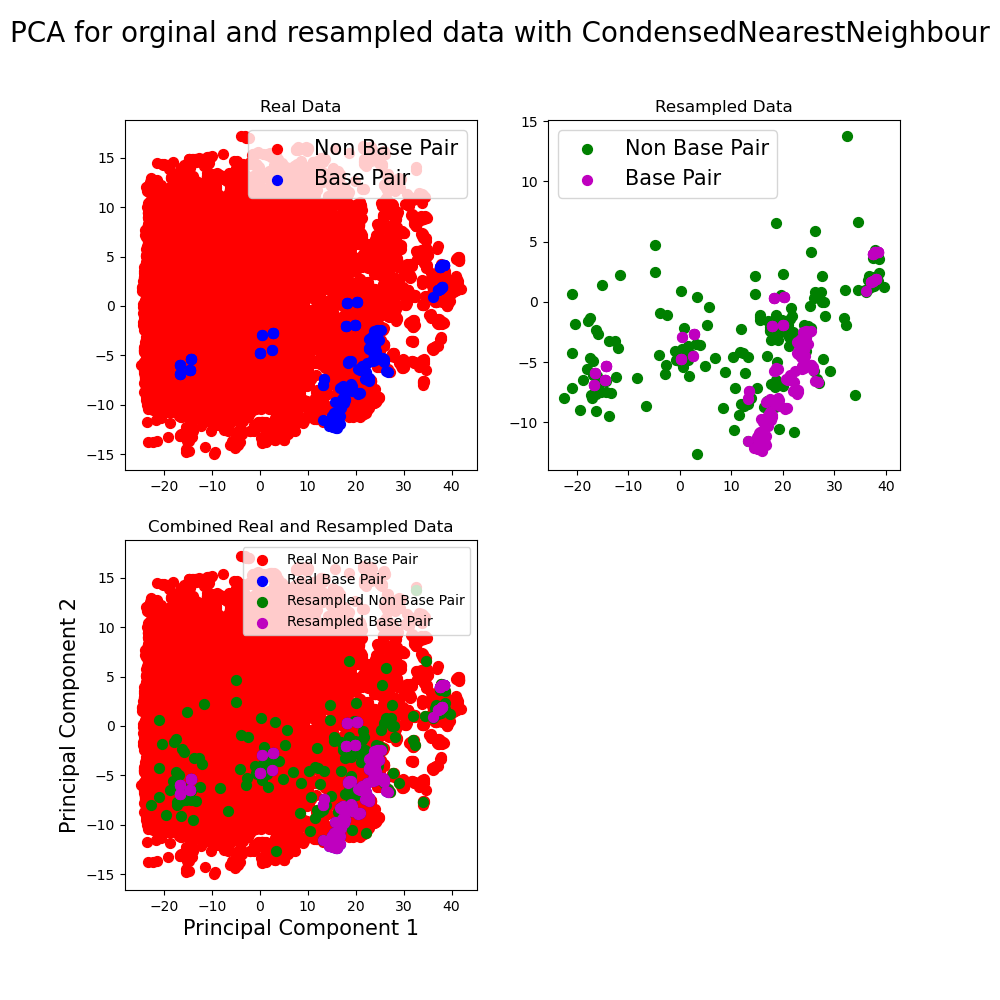 PCA for orginal and resampled data with CondensedNearestNeighbour
Real Data
Non Base Pair
Base Pair
15
10
5
0
−5
−10
−15
−20 −10 0 10 20 30 40
Resampled Data
Non Base Pair
Base Pair
15
10
5
0
−5
−10
−20 −10 0 10 20 30 40
Combined Real and Resampled Data
Real Non Base Pair
Real Base Pair
Resampled Non Base Pair
Resampled Base Pair
Principal Component 2
15
10
5
0
−5
−10
−15
−20 −10 0 10 20 30 40
Principal Component 1